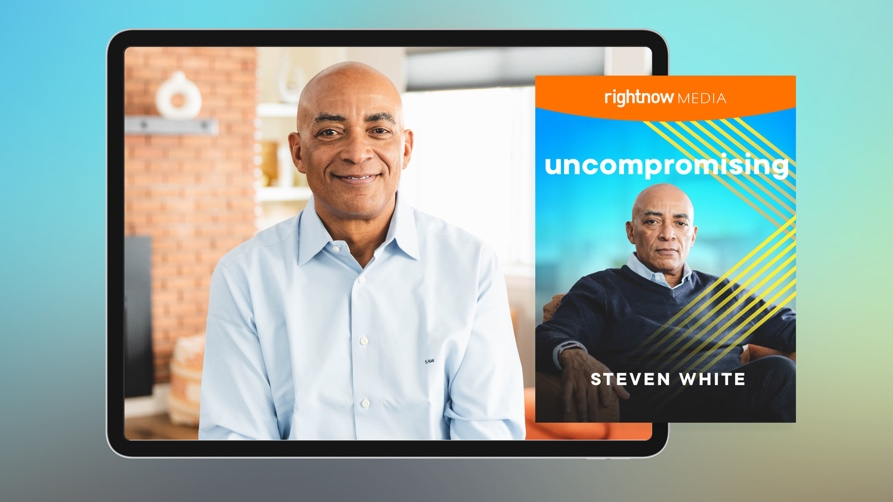 rightnow MEDIA
uncompromising
STEVEN WHITE